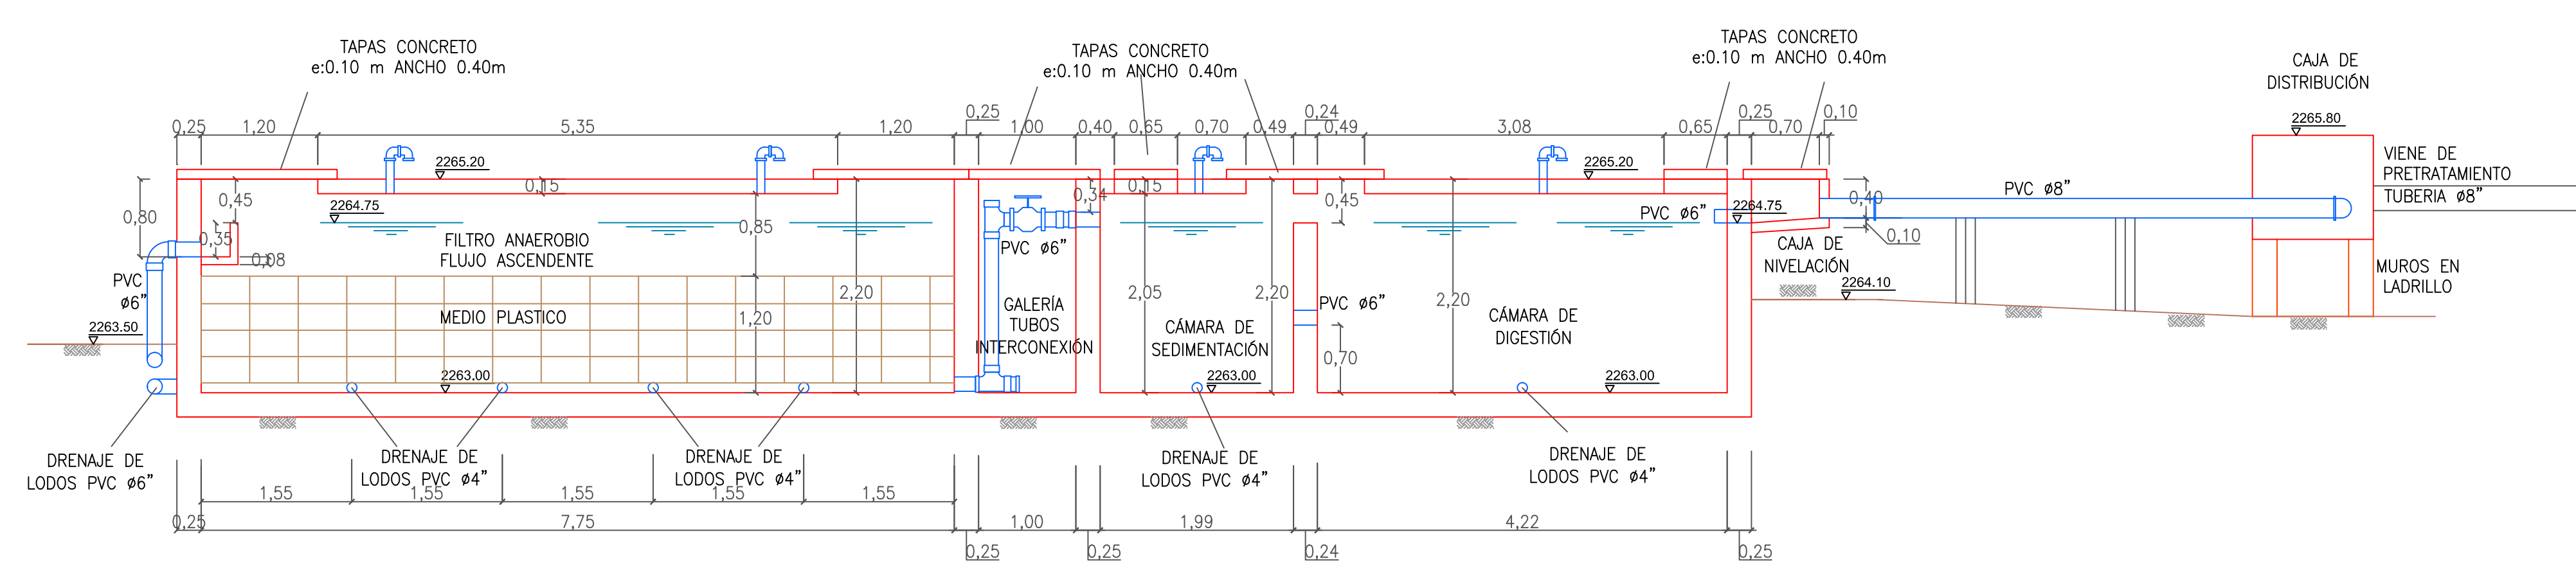 TAPAS CONCRETO
e:0.10 m ANCHO 0.40m
TAPAS CONCRETO
e:0.10 m ANCHO 0.40m
TAPAS CONCRETO
e:0.10 m ANCHO 0.40m
CAJA DE
DISTRIBUCIÓN
0,25
1,20
5,35
1,20
0,25
1,00
0,40
0,65
0,70
0,49
0,24
0,49
3,08
0,65
0,25
0,70
0,10
2265.80
2265.20
2265.20
VIENE DE
PRETRATAMIENTO
TUBERIA ø8”
0,80
0,45
0,15
2264.75
0,35
0,08
0,85
0,34
0,15
0,45
PVC ø6”
2264.75
0,40
PVC ø8”
0,10
FILTRO ANAEROBIO
FLUJO ASCENDENTE
PVC ø6”
CAJA DE
NIVELACIÓN
2264.10
MUROS EN
LADRILLO
PVC
ø6”
2263.50
MEDIO PLASTICO
1,20
2,20
GALERÍA
TUBOS
INTERCONEXIÓN
2,05
2,20
CÁMARA DE
SEDIMENTACIÓN
PVC ø6”
0,70
2,20
CÁMARA DE
DIGESTIÓN
2263.00
2263.00
2263.00
DRENAJE DE
LODOS PVC ø6”
DRENAJE DE
LODOS PVC ø4”
DRENAJE DE
LODOS PVC ø4”
DRENAJE DE
LODOS PVC ø4”
DRENAJE DE
LODOS PVC ø4”
1,55
1,55
1,55
1,55
1,55
0,25
7,75
0,25
1,00
0,25
1,99
0,24
4,22
0,25